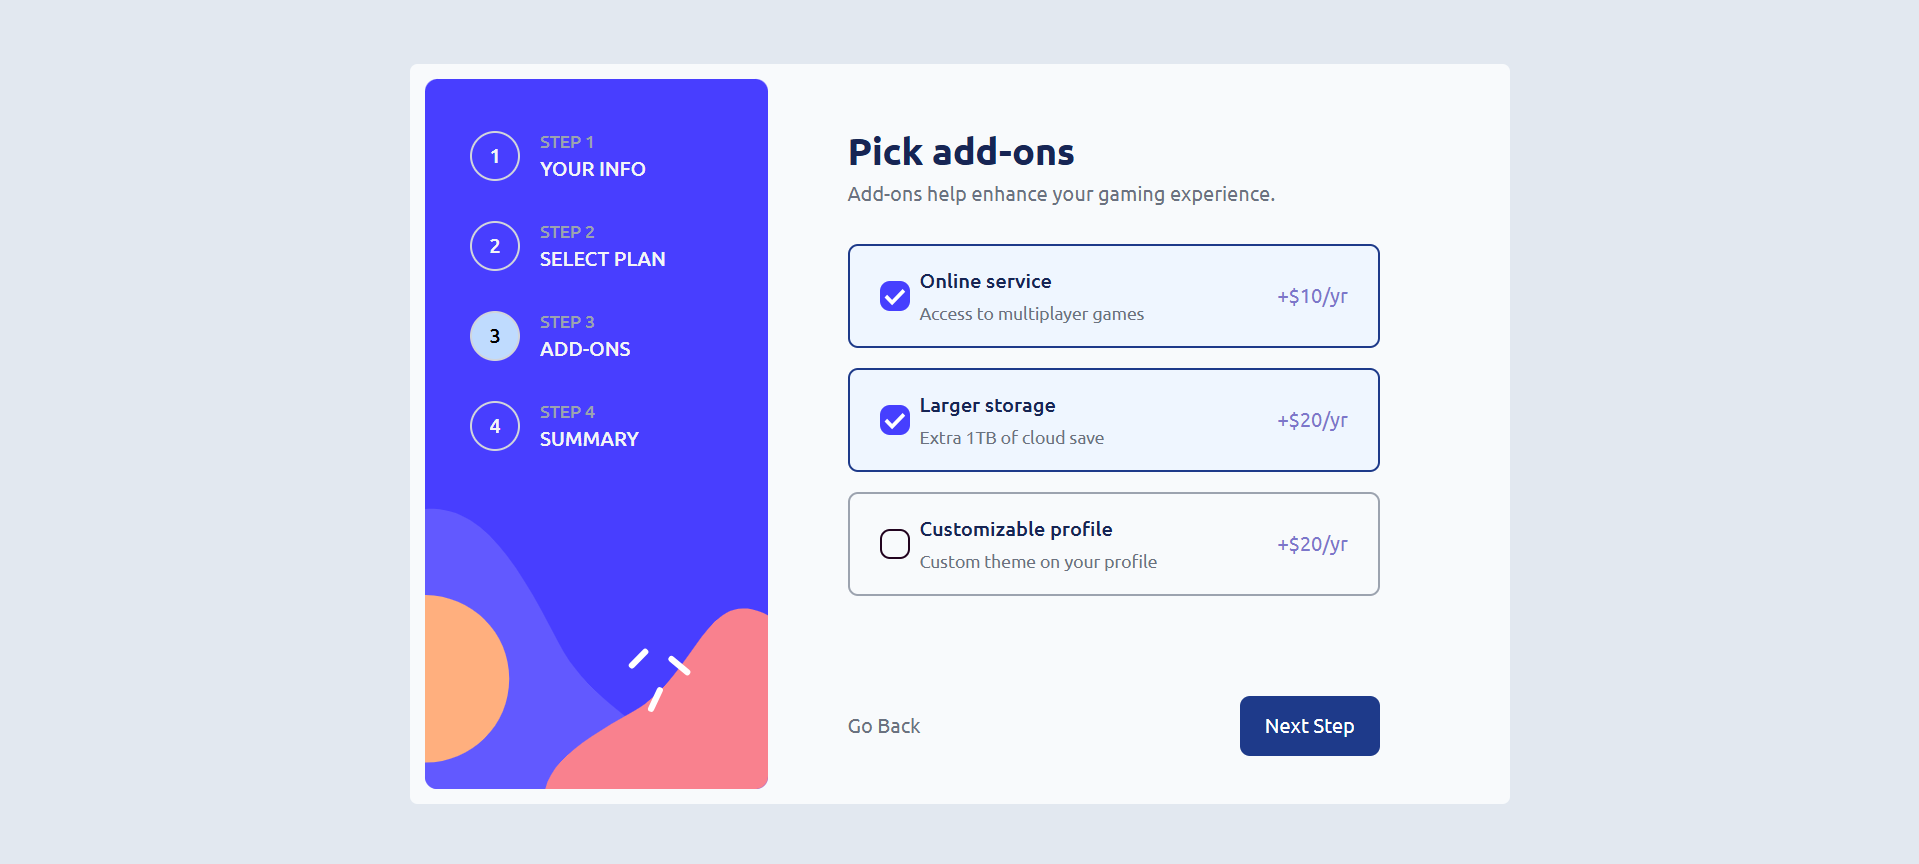 1
STEP 1
YOUR INFO
2
STEP 2
SELECT PLAN
3
STEP 3
ADD-ONS
4
STEP 4
SUMMARY
Pick add-ons
Add-ons help enhance your gaming experience.
Online service
Access to multiplayer games
+$10/yr
Larger storage
Extra 1TB of cloud save
+$20/yr
Customizable profile
Custom theme on your profile
+$20/yr
Go Back
Next Step